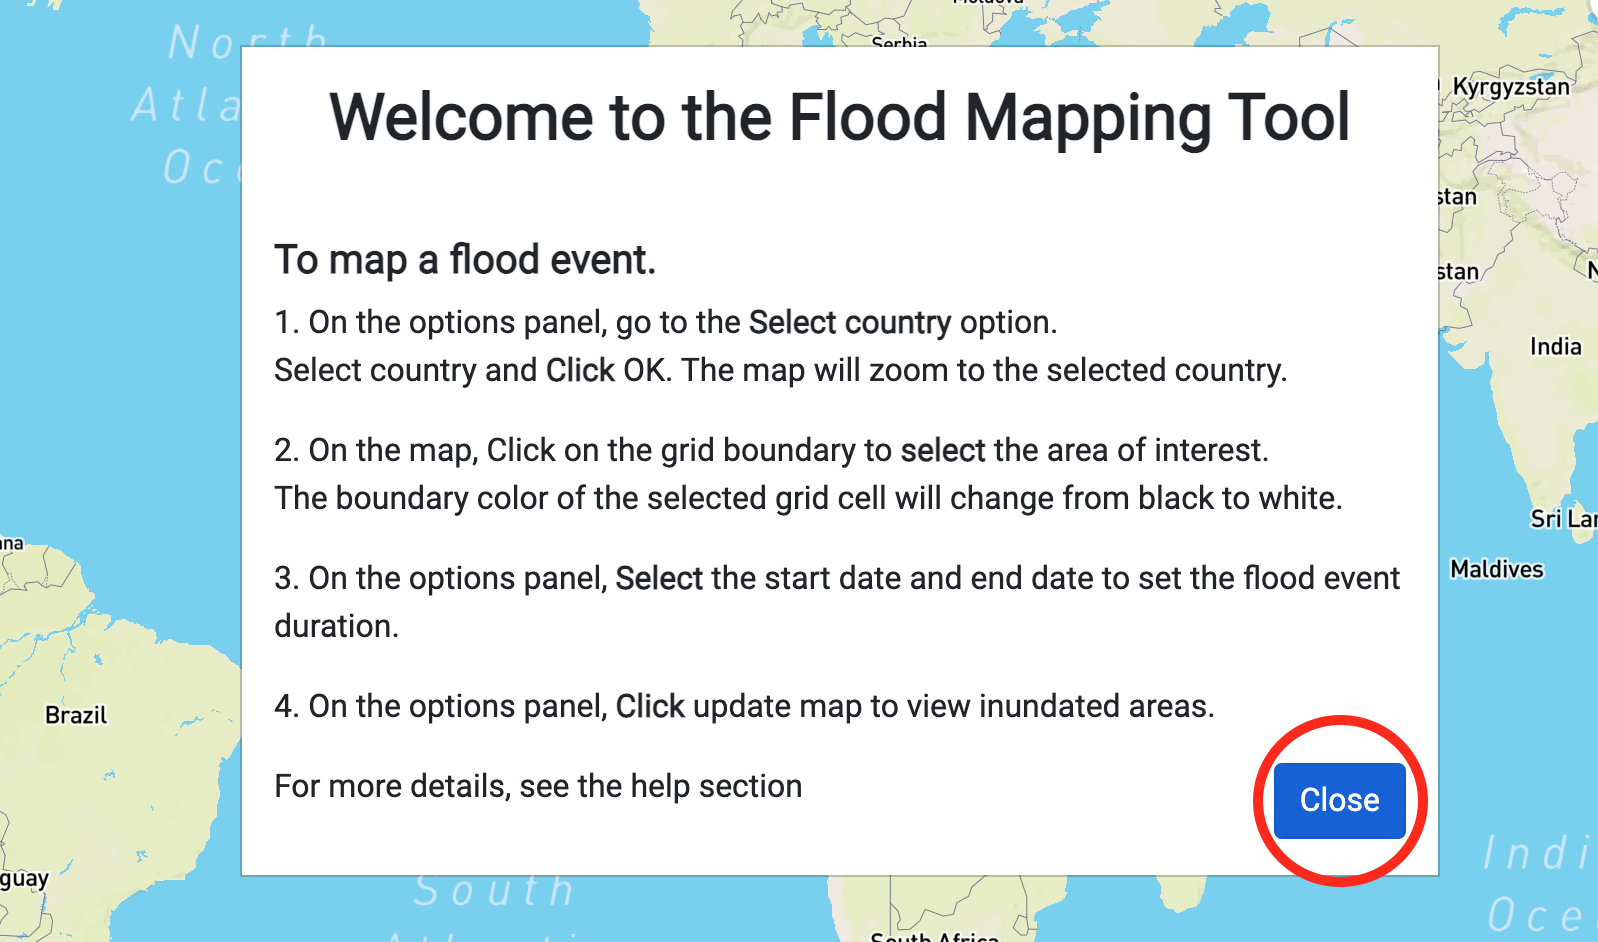 Serbia
North
Kyrgyzstan
Welcome to the Flood Mapping Tool
stan
To map a flood event.
stan
1. On the options panel, go to the Select country option.
India
Select country and Click OK. The map will zoom to the selected country.
2. On the map, Click on the grid boundary to select the area of interest.
The boundary color of the selected grid cell will change from black to white.
Sri Lan
Maldives
3. On the options panel, Select the start date and end date to set the flood event
duration.
4. On the options panel, Click update map to view inundated areas.
Brazil
For more details, see the help section
Close
guay
South
South Africa